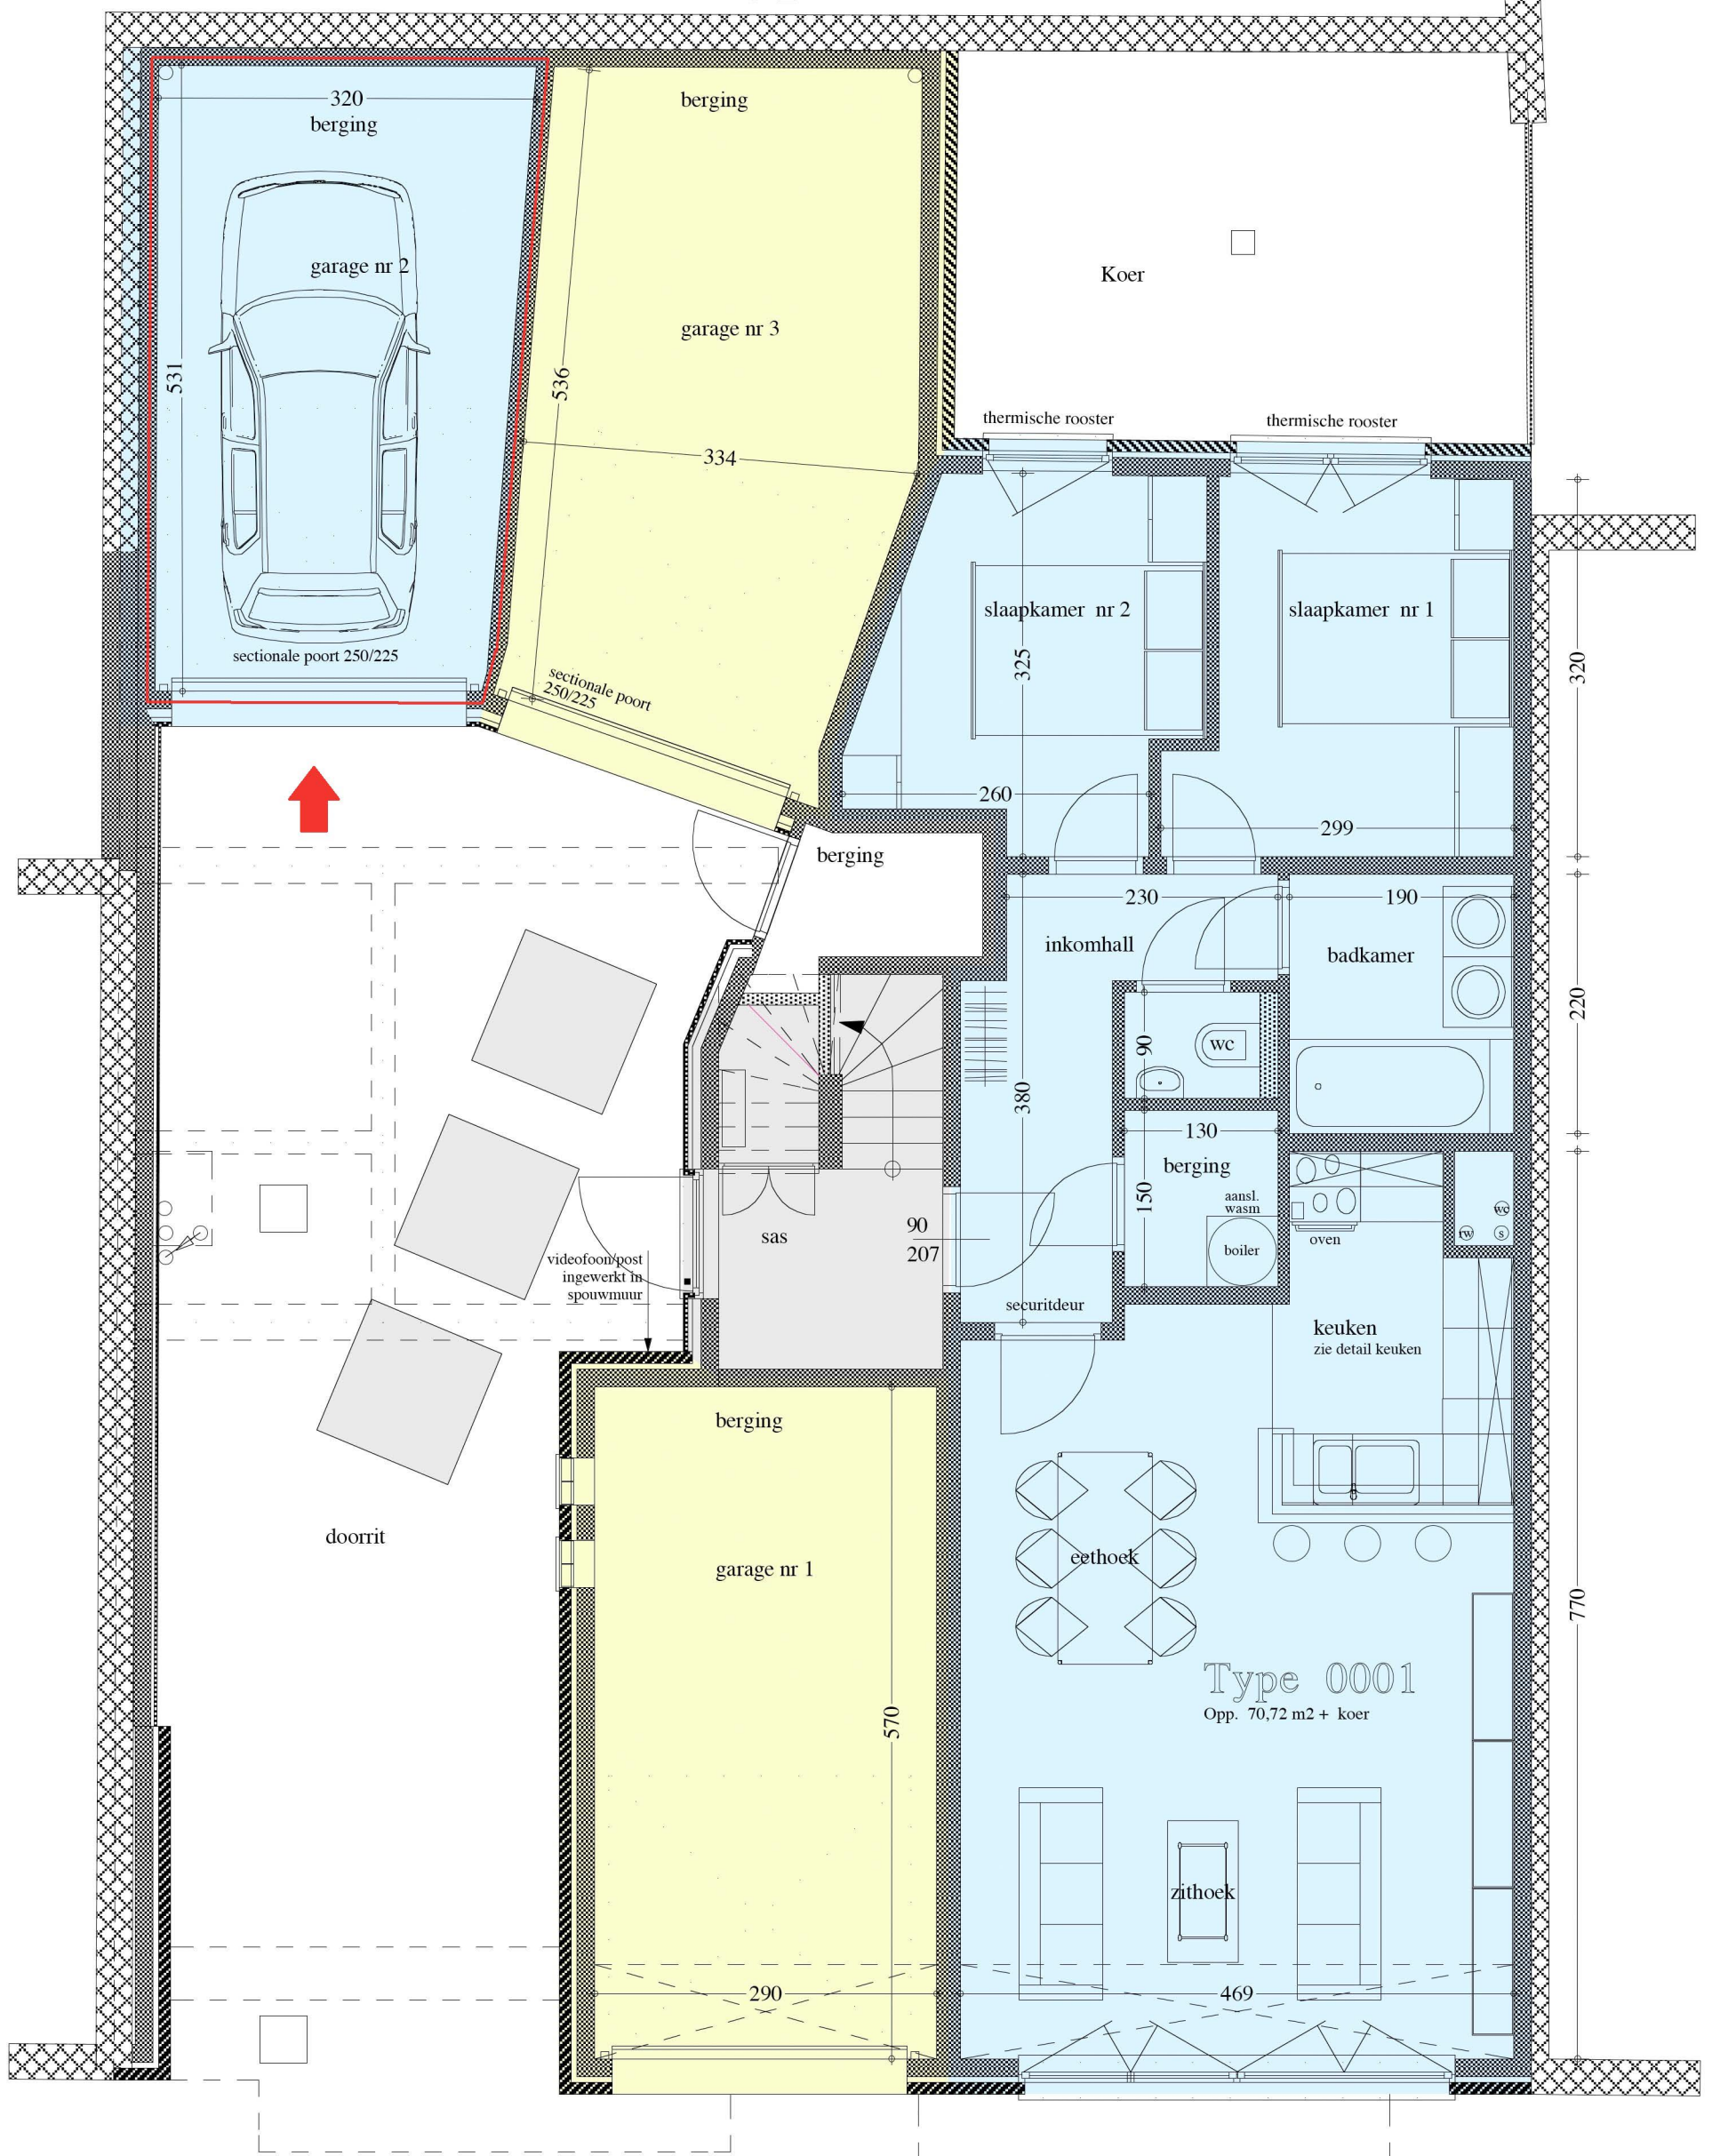 320
berging
berging
garage nr 2
Koer
garage nr 3
531
536
thermische rooster
thermische rooster
334
slaapkamer nr 2
slaapkamer nr 1
sectionale poort 250/225
325
320
sectionale poort
250/225
260
299
berging
230
190
inkomhall
badkamer
220
90
wc
380
130
berging
150
aansl.
wasm
wc
rw
s
90
207
sas
boiler
oven
videofoon/post
ingewerkt in
spouwmuur
securitdeur
keuken
zie detail keuken
berging
doorrit
eethoek
garage nr 1
770
Type 0001
Opp. 70,72 m2 + koer
570
zithoek
290
469